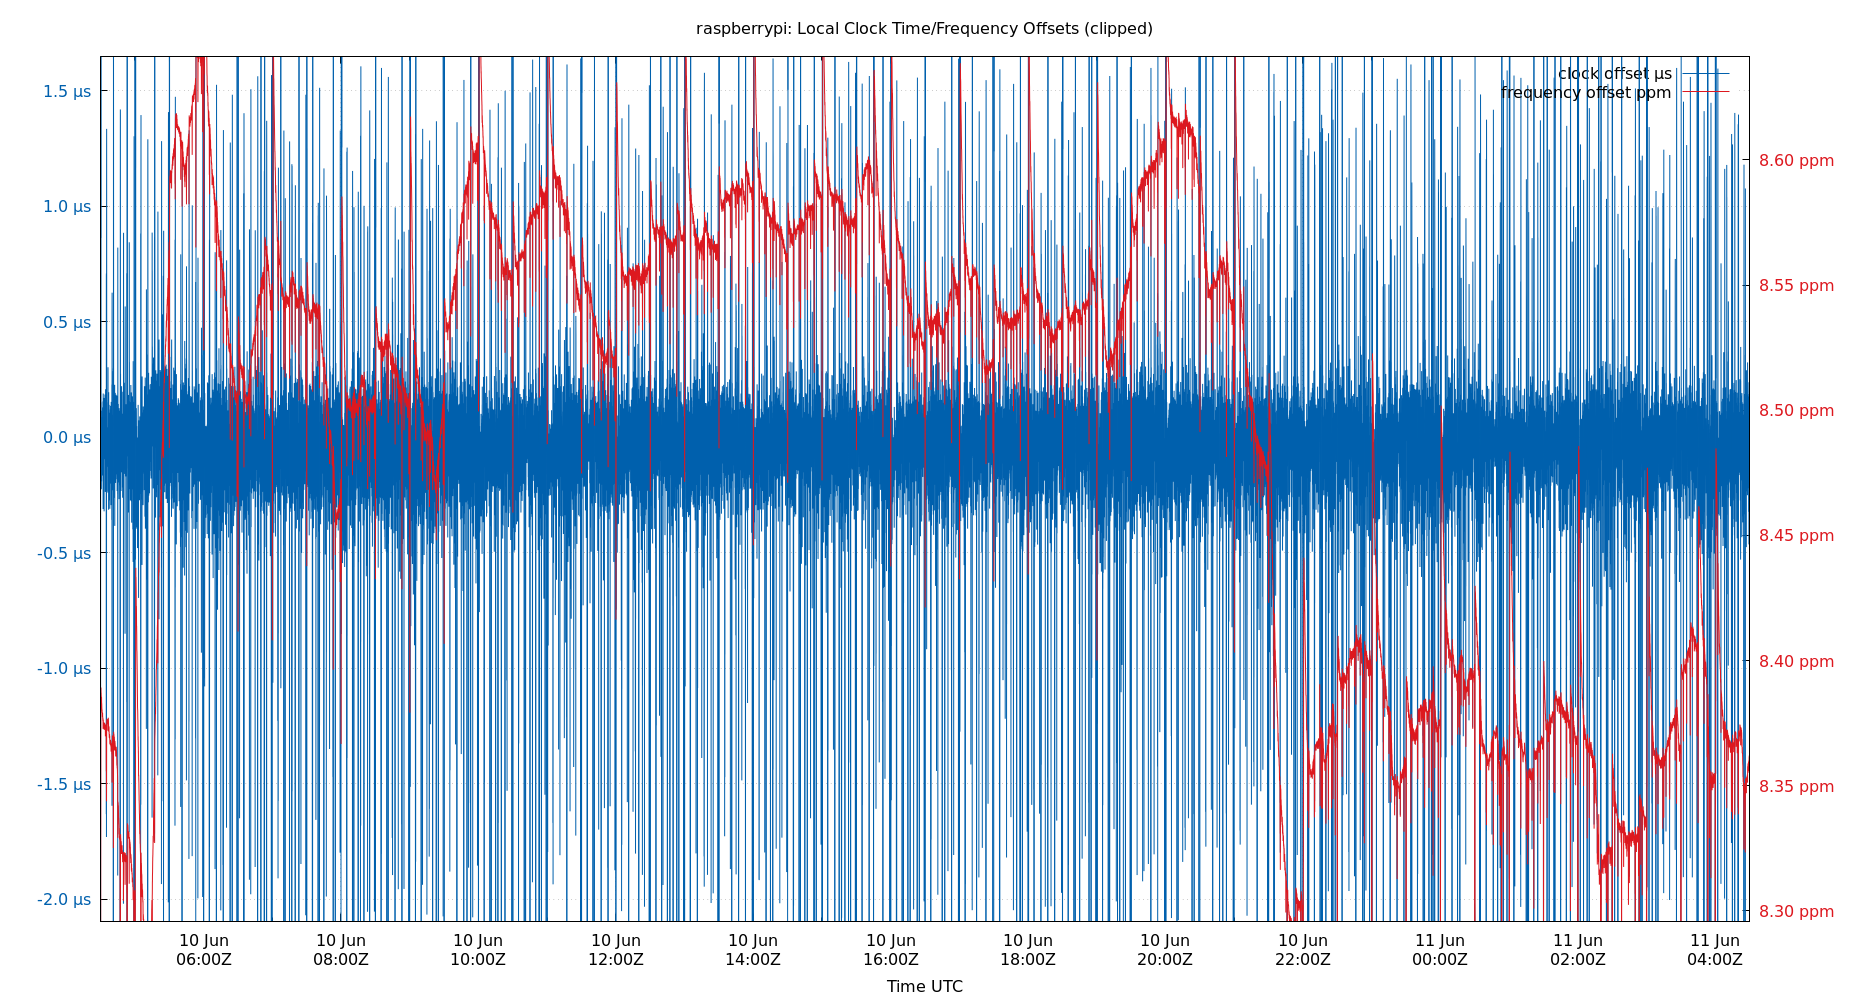 raspberrypi: Local Clock Time/Frequency Offsets (clipped)
clock offset µs
frequency offset ppm
1.5 µs
1.0 µs
0.5 µs
0.0 µs
-0.5 µs
-1.0 µs
-1.5 µs
-2.0 µs
8.60 ppm
8.55 ppm
8.50 ppm
8.45 ppm
8.40 ppm
8.35 ppm
8.30 ppm
10 Jun
06:00Z
10 Jun
08:00Z
10 Jun
10:00Z
10 Jun
12:00Z
10 Jun
14:00Z
10 Jun
16:00Z
10 Jun
18:00Z
10 Jun
20:00Z
10 Jun
22:00Z
11 Jun
00:00Z
11 Jun
02:00Z
11 Jun
04:00Z
Time UTC